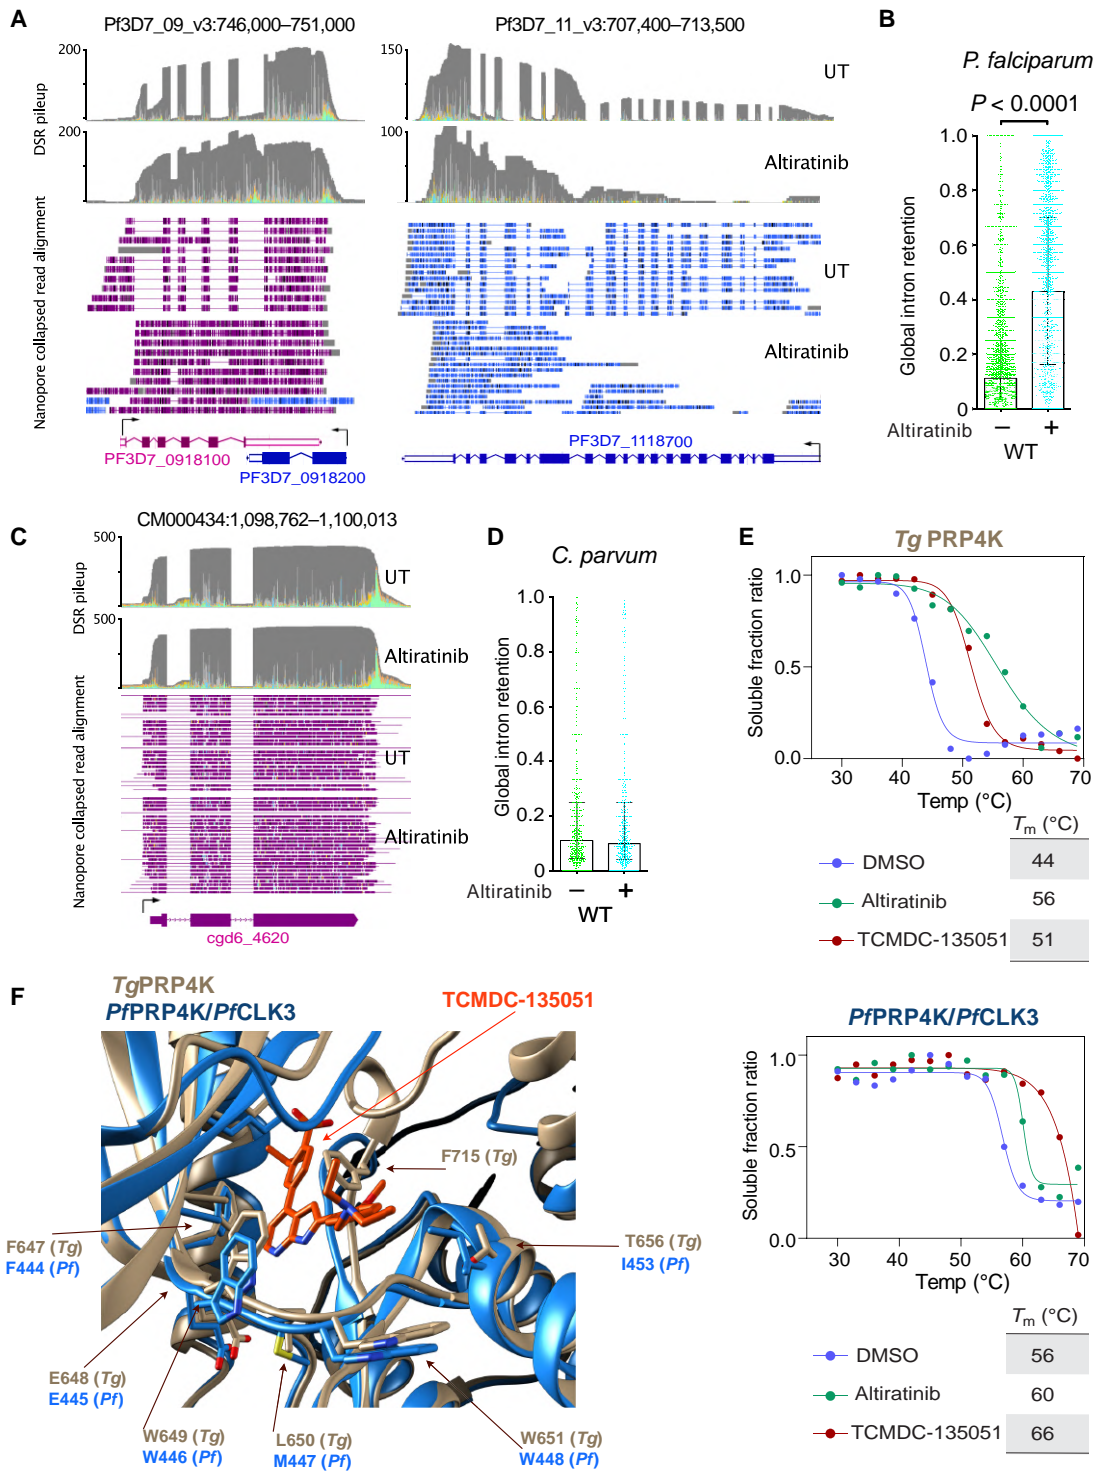 A
Pf3D7_09_v3:746,000–751,000
Pf3D7_11_v3:707,400–713,500
DSR pileup
200
200
150
100
UT
Altiratinib
Nanopore collapsed read alignment
UT
Altiratinib
PF3D7_0918100
PF3D7_0918200
PF3D7_1118700
B
P. falciparum
P < 0.0001
Global intron retention
1.0
0.8
0.6
0.4
0.2
0
Altiratinib − +
WT
C
CM000434:1,098,762–1,100,013
DSR pileup
500
500
UT
Altiratinib
Nanopore collapsed read alignment
UT
Altiratinib
cgd6_4620
D
C. parvum
Global intron retention
1.0
0.8
0.6
0.4
0.2
0
Altiratinib − +
WT
E
Tg PRP4K
Soluble fraction ratio
1.0
0.5
0.0
30 40 50 60 70
Temp (°C)
Tm (°C)
DMSO 44
Altiratinib 56
TCMDC-135051 51
PfPRP4K/PfCLK3
Soluble fraction ratio
1.0
0.5
0.0
30 40 50 60 70
Temp (°C)
Tm (°C)
DMSO 56
Altiratinib 60
TCMDC-135051 66
F
TgPRP4K
PfPRP4K/PfCLK3
TCMDC-135051
F715 (Tg)
F647 (Tg)
F444 (Pf)
T656 (Tg)
I453 (Pf)
E648 (Tg)
E445 (Pf)
W649 (Tg)
W446 (Pf)
L650 (Tg)
M447 (Pf)
W651 (Tg)
W448 (Pf)